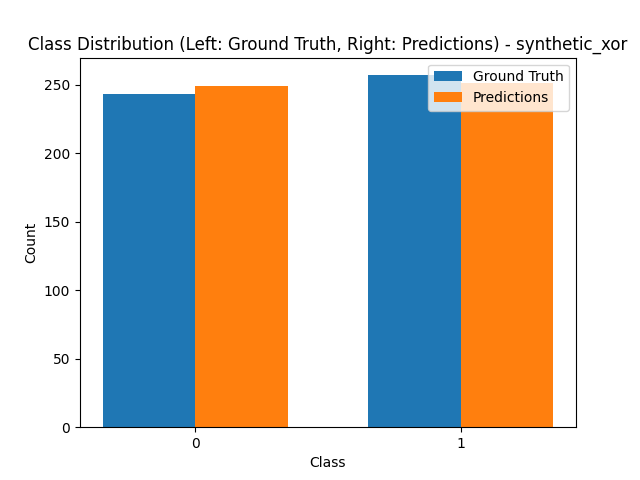 Class Distribution (Left: Ground Truth, Right: Predictions) - synthetic_xor
Ground Truth
Predictions
250
200
150
100
50
0
Count
0 1
Class